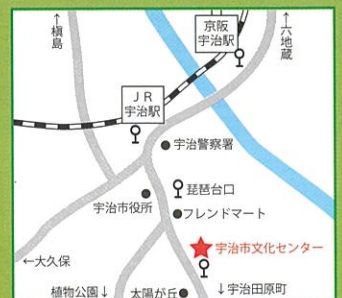 ←槇島
京阪
宇治駅
←六地蔵
JR
宇治駅
宇治警察署
琵琶台口
宇治市役所
フレンドマート
宇治市文化センター
←大久保
植物公園↓
太陽が丘
↓宇治田原町